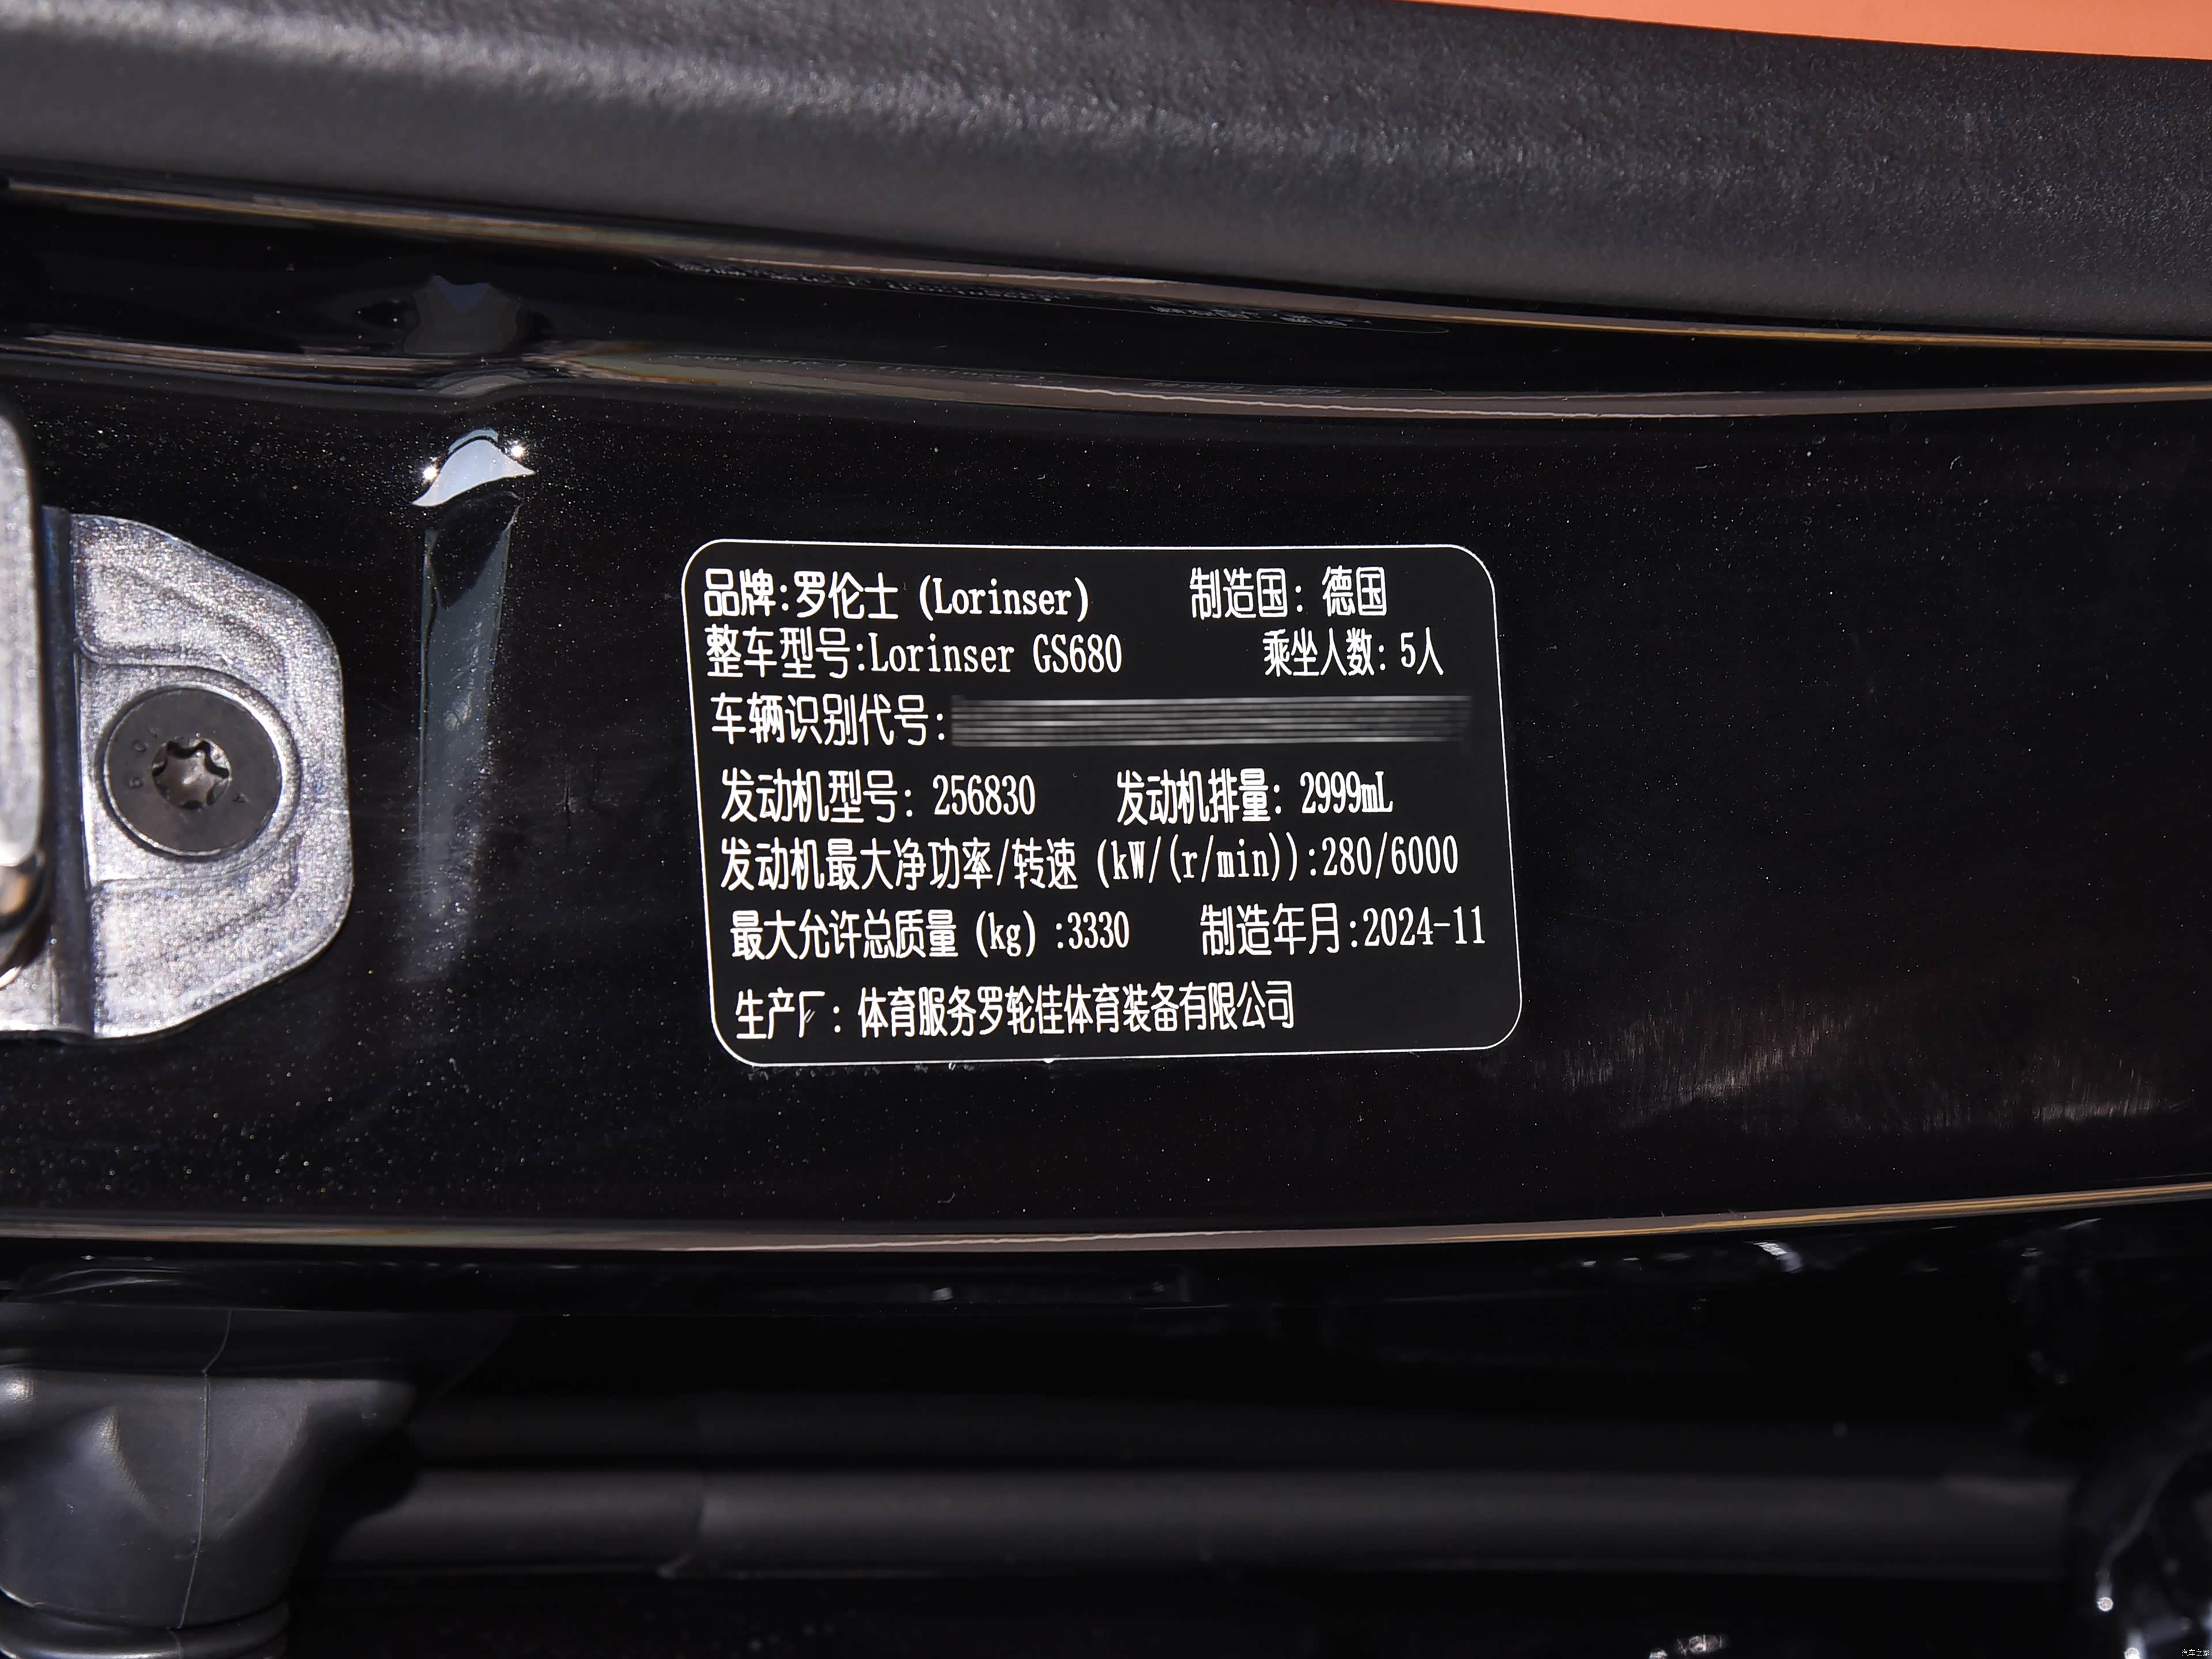 品牌:罗伦士 (Lorinser) 制造国: 德国
整车型号:Lorinser GS680 乘坐人数: 5人
车辆识别代号:
发动机型号: 256830 发动机排量: 2999mL
发动机最大净功率/转速 (kW/(r/min)):280/6000
最大允许总质量 (kg) :3330 制造年月:2024-11
生产厂: 体育服务罗轮佳体育装备有限公司
汽车之家